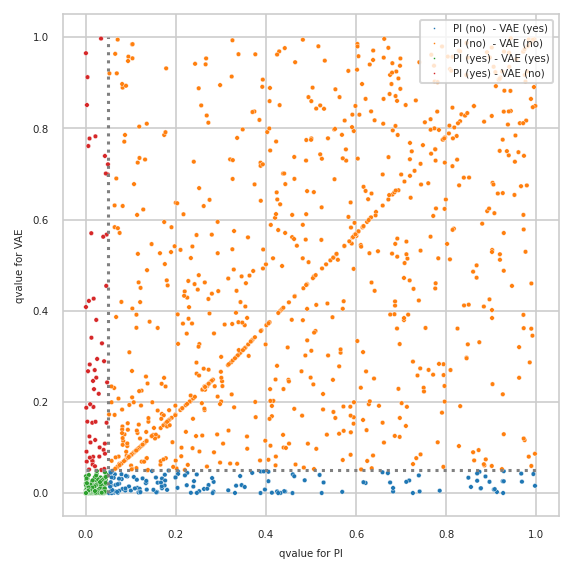 1.0
0.8
0.6
0.4
0.2
0.0
qvalue for VAE
0.0 0.2 0.4 0.6 0.8 1.0
qvalue for PI
PI (no)  - VAE (yes)
PI (no)  - VAE (no)
PI (yes) - VAE (yes)
PI (yes) - VAE (no)